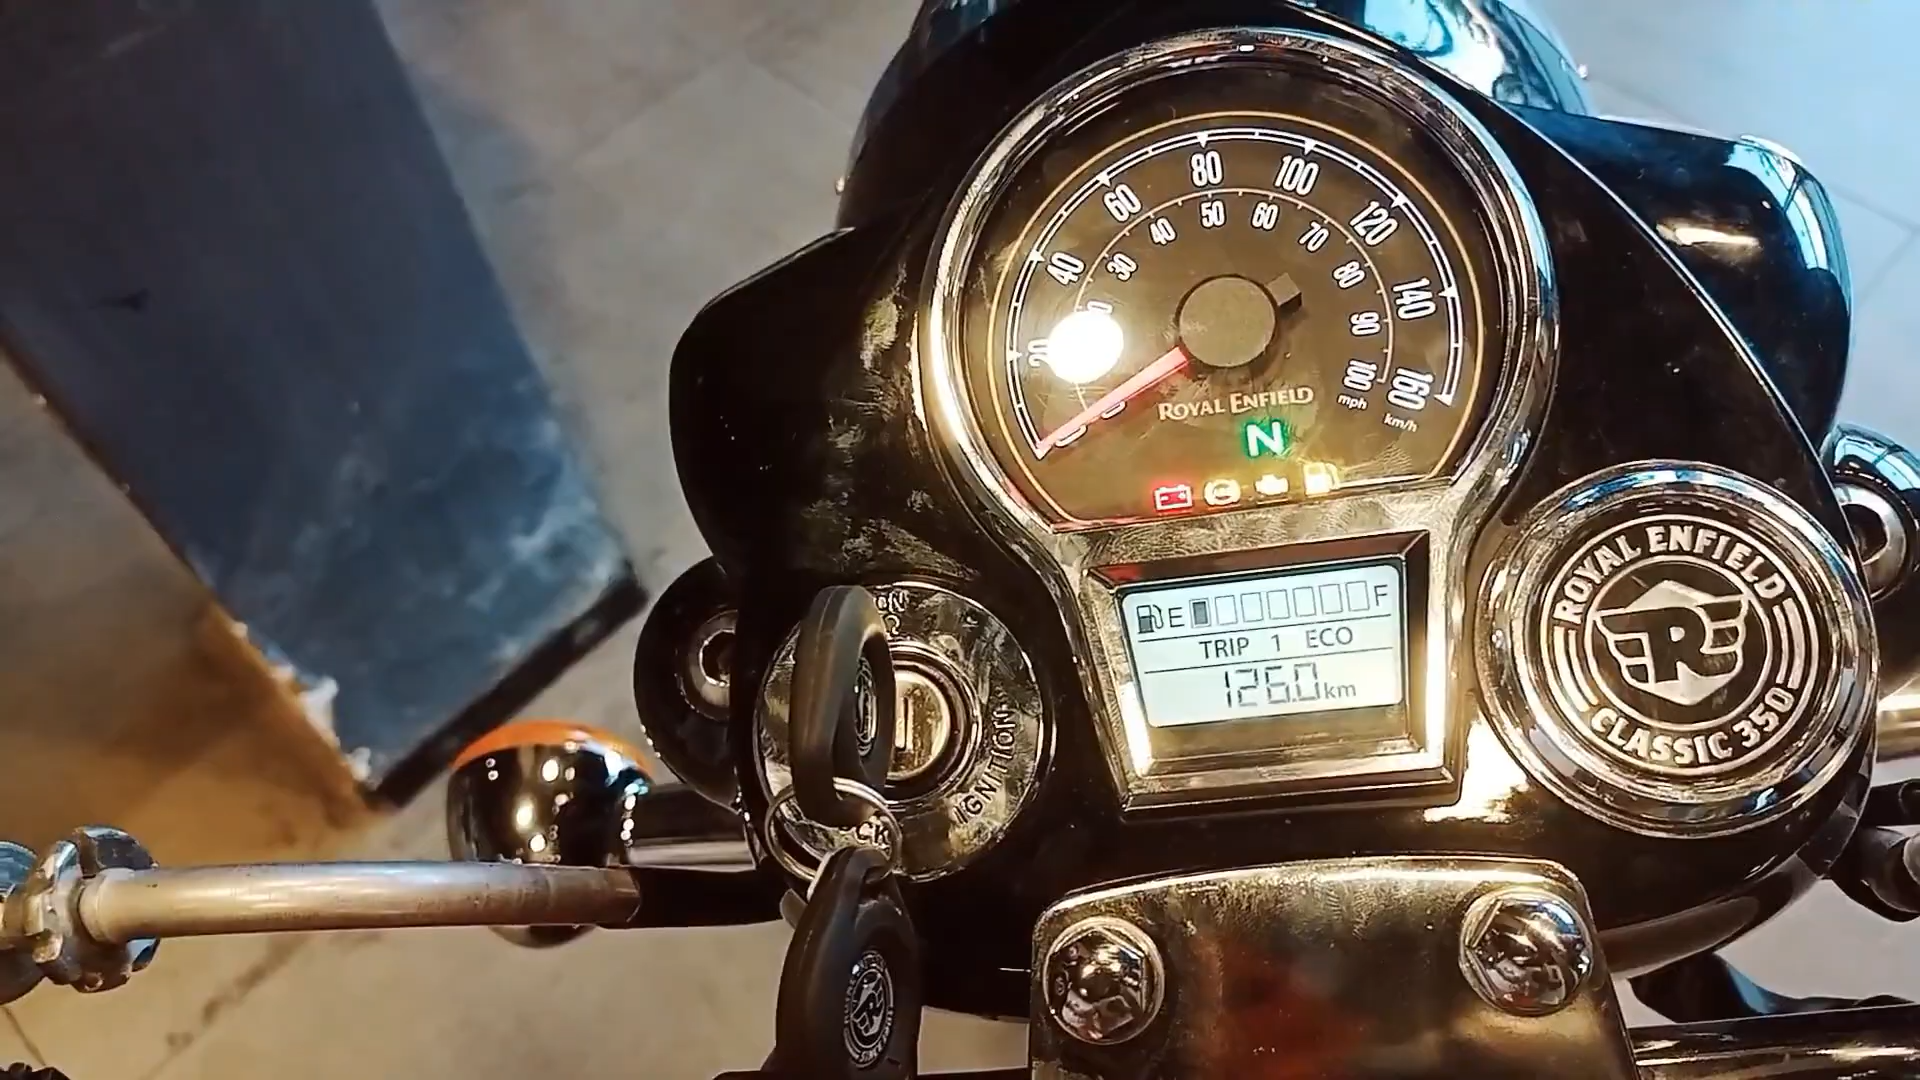 80
100
60
120
40
140
20
160
km/h
50
60
40
70
30
80
90
100
mph
ROYAL ENFIELD
N
E
F
TRIP 1 ECO
126.0 km
ON
IGNITION
ROYAL ENFIELD
R
CLASSIC 350
R